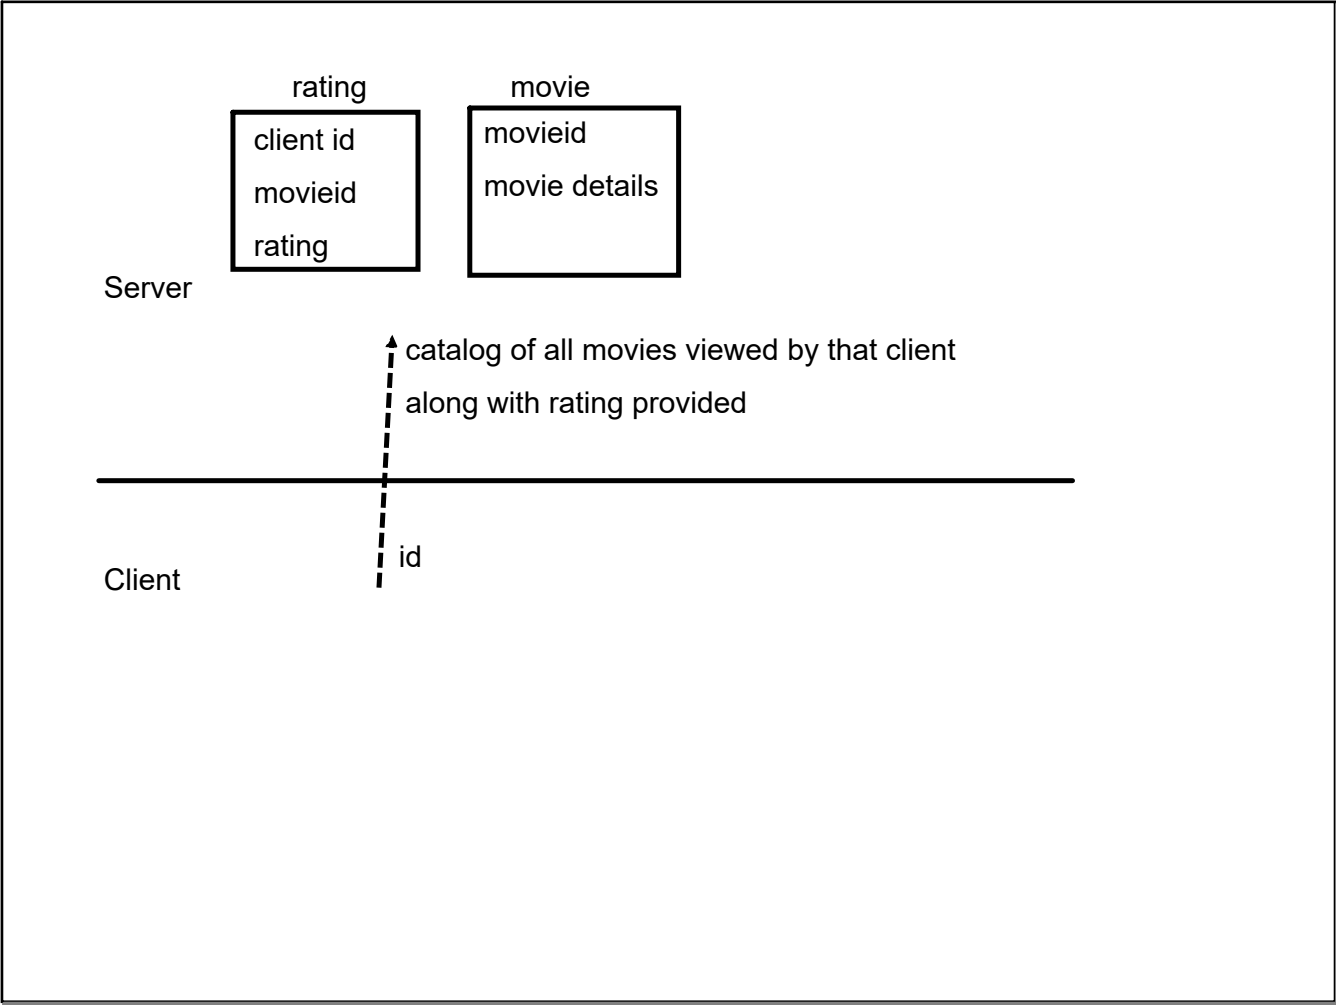 rating
movie
client id
movieid
rating
movieid
movie details
Server
catalog of all movies viewed by that client
along with rating provided
id
Client